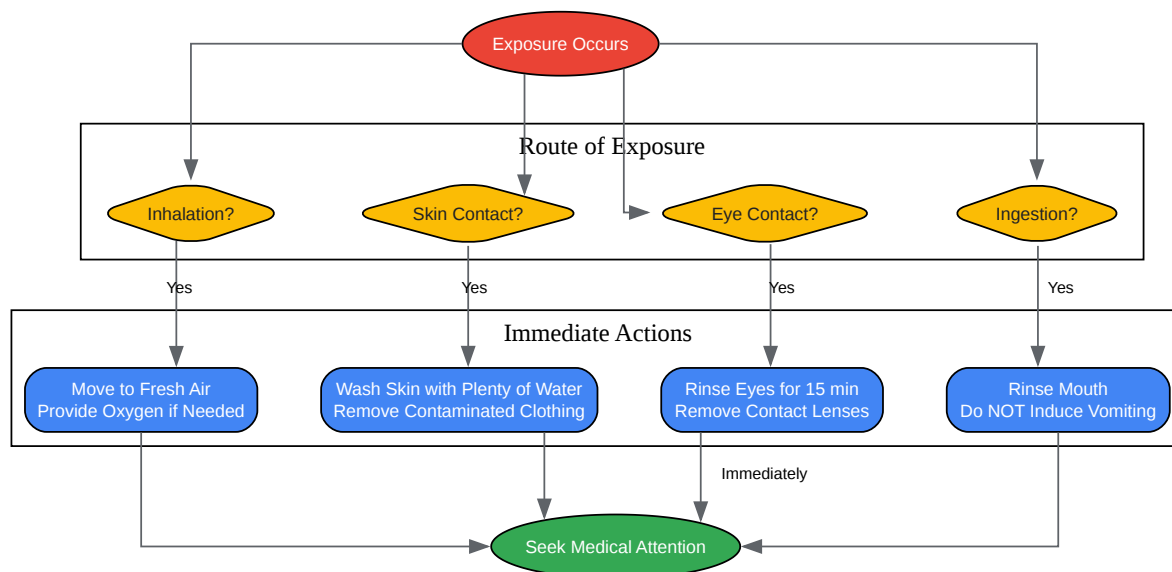 Exposure Occurs
Route of Exposure
Inhalation?
Skin Contact?
Eye Contact?
Ingestion?
Yes
Yes
Yes
Yes
Immediate Actions
Move to Fresh Air
Provide Oxygen if Needed
Wash Skin with Plenty of Water
Remove Contaminated Clothing
Rinse Eyes for 15 min
Remove Contact Lenses
Rinse Mouth
Do NOT Induce Vomiting
Immediately
Seek Medical Attention